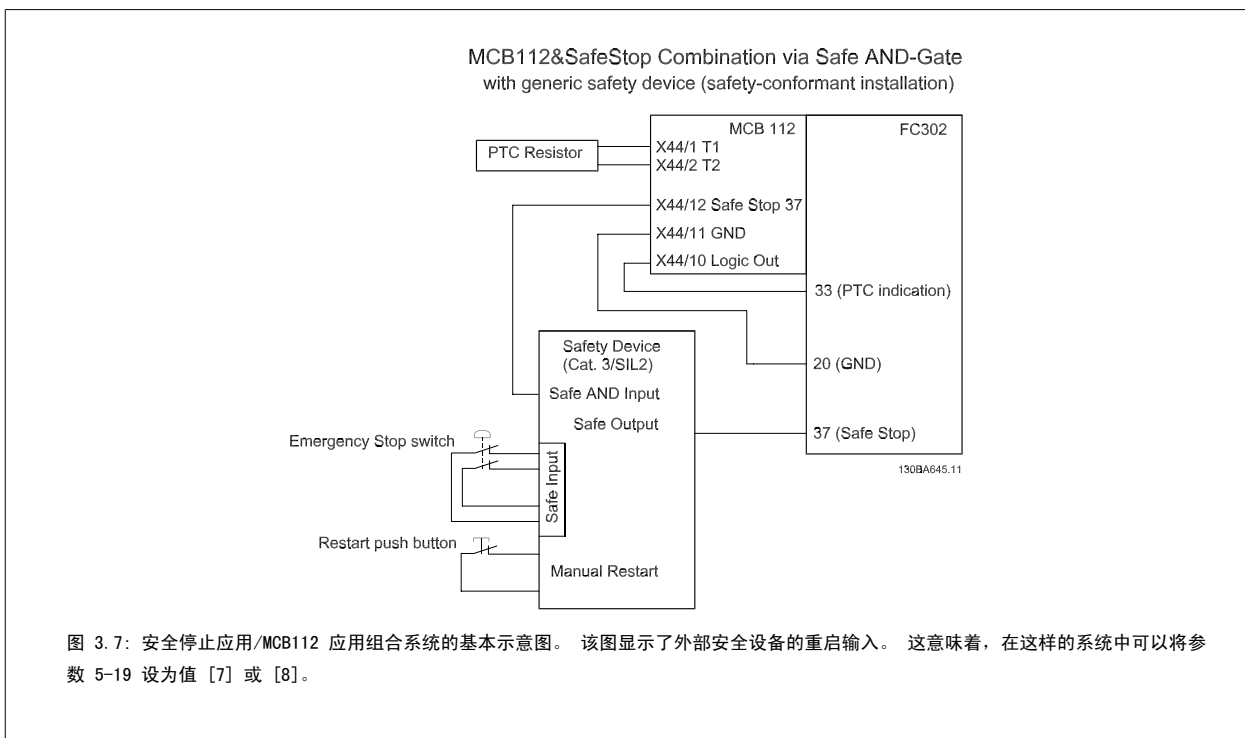 MCB112&SafeStop Combination via Safe AND-Gate
with generic safety device (safety-conformant installation)
MCB 112
FC302
PTC Resistor
X44/1 T1
X44/2 T2
X44/12 Safe Stop 37
X44/11 GND
X44/10 Logic Out
33 (PTC indication)
Safety Device
(Cat. 3/SIL2)
20 (GND)
Safe AND Input
Safe Output
37 (Safe Stop)
Emergency Stop switch
Safe Input
130BA645.11
Restart push button
Manual Restart
图 3.7: 安全停止应用/MCB112 应用组合系统的基本示意图。 该图显示了外部安全设备的重启输入。 这意味着，在这样的系统中可以将参
数 5-19 设为值 [7] 或 [8]。